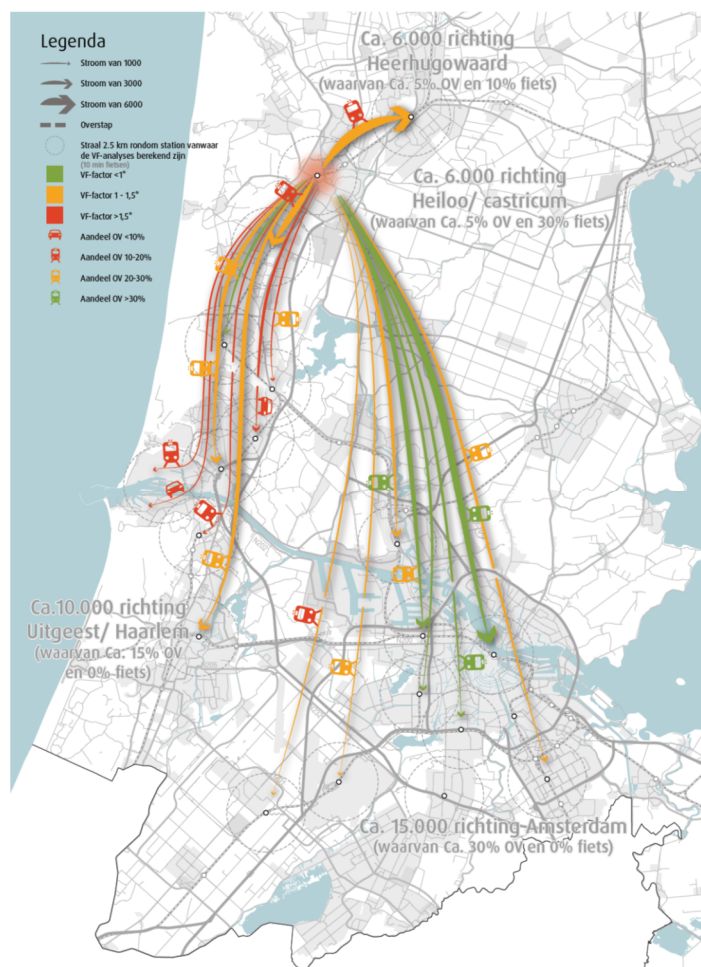 Legenda
Stroom van 1000
Stroom van 3000
Stroom van 6000
Overstap
Straal 2.5 km rondom station vanwaar
de VF-analyses berekend zijn
(10 min fietsen)
VF-factor <1*
VF-factor 1 - 1,5*
VF-factor >1,5*
Aandeel OV <10%
Aandeel OV 10-20%
Aandeel OV 20-30%
Aandeel OV >30%
Ca. 6.000 richting
Heerhugowaard
(waarvan Ca. 5% OV en 10% fiets)
Ca. 6.000 richting
Heiloo/ castricum
(waarvan Ca. 5% OV en 30% fiets)
Ca.10.000 richting
Uitgeest/ Haarlem
(waarvan Ca. 15% OV
en 0% fiets)
Ca. 15.000 richting Amsterdam
(waarvan Ca. 30% OV en 0% fiets)